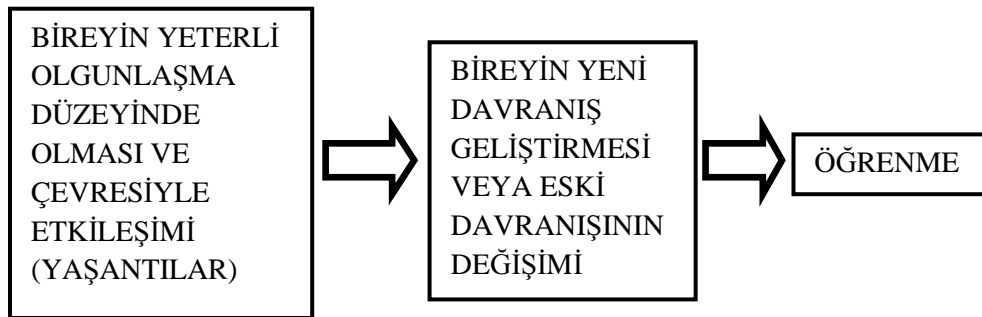 BİREYİN YETERLİ
OLGUNLAŞMA
DÜZEYİNDE
OLMASI VE
ÇEVRESİYLE
ETKİLEŞİMİ
(YAŞANTILAR)
BİREYİN YENİ
DAVRANIŞ
GELİŞTİRMESİ
VEYA ESKİ
DAVRANIŞININ
DEĞİŞİMİ
ÖĞRENME